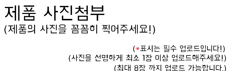 제품 사진첨부
(제품의 사진을 꼼꼼히 찍어주세요!)
(*표시는 필수 업로드입니다!)
(사진을 선명하게 최소 1장 이상 업로드해주세요!)
(최대 8장 까지 업로드 가능합니다.)